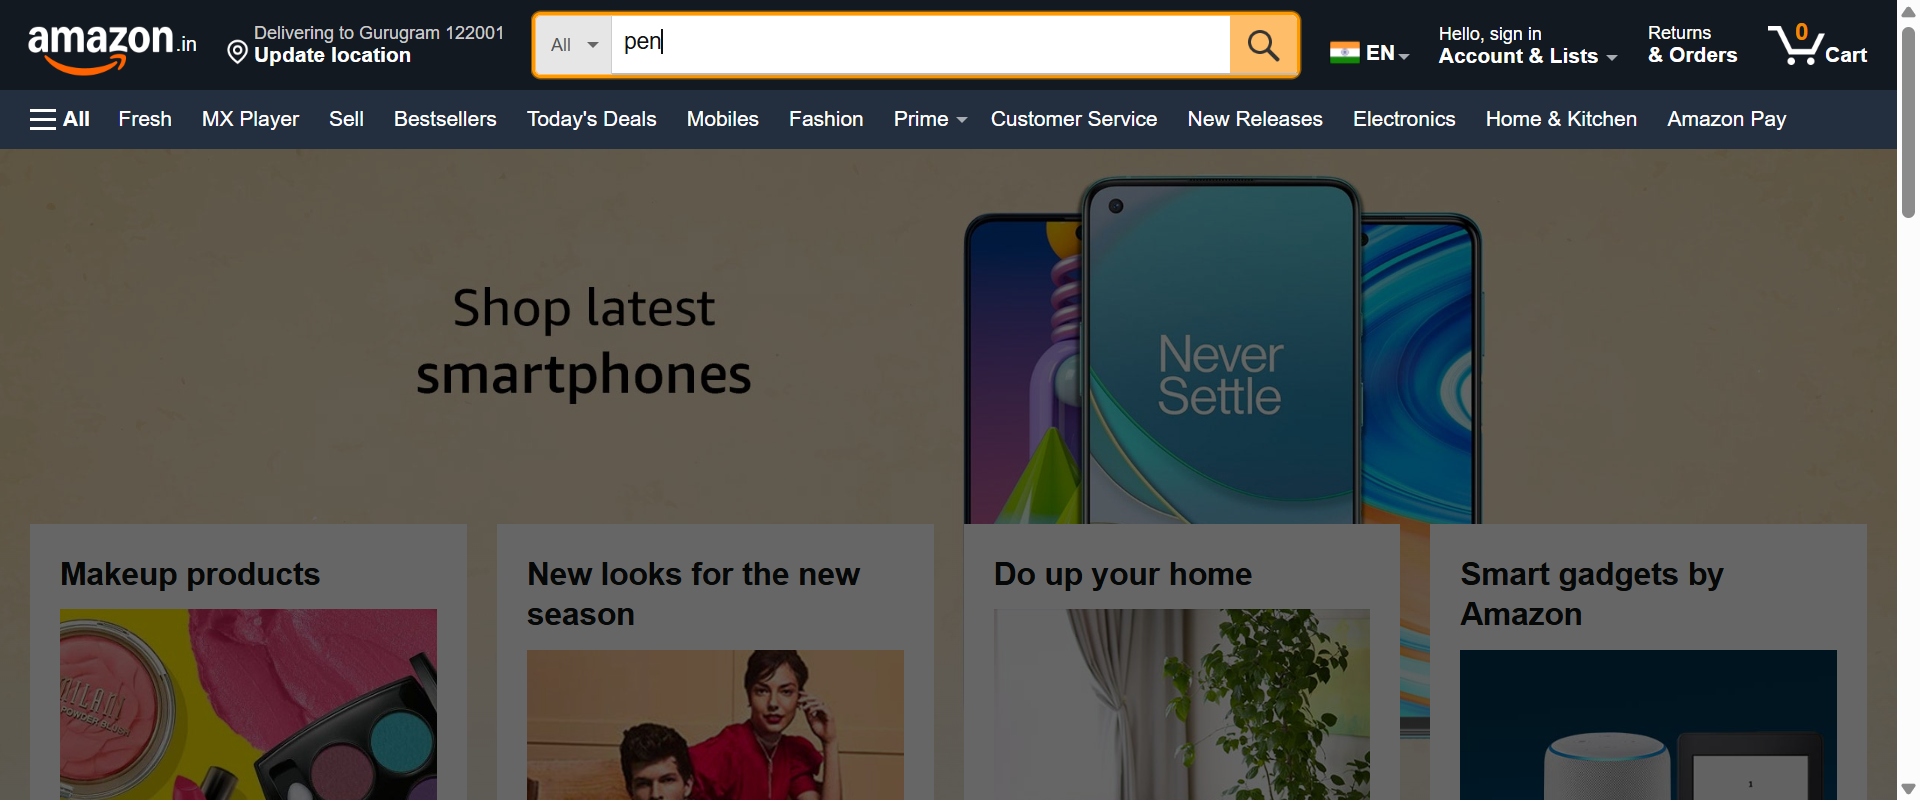 amazon.in
Delivering to Gurugram 122001
Update location
All
pen
EN
Hello, sign in
Account & Lists
Returns
& Orders
0
Cart
All
Fresh
MX Player
Sell
Bestsellers
Today's Deals
Mobiles
Fashion
Prime
Customer Service
New Releases
Electronics
Home & Kitchen
Amazon Pay
Shop latest
smartphones
Never
Settle
Makeup products
New looks for the new
season
Do up your home
Smart gadgets by
Amazon
MILANI
POWDER BLUSH
1